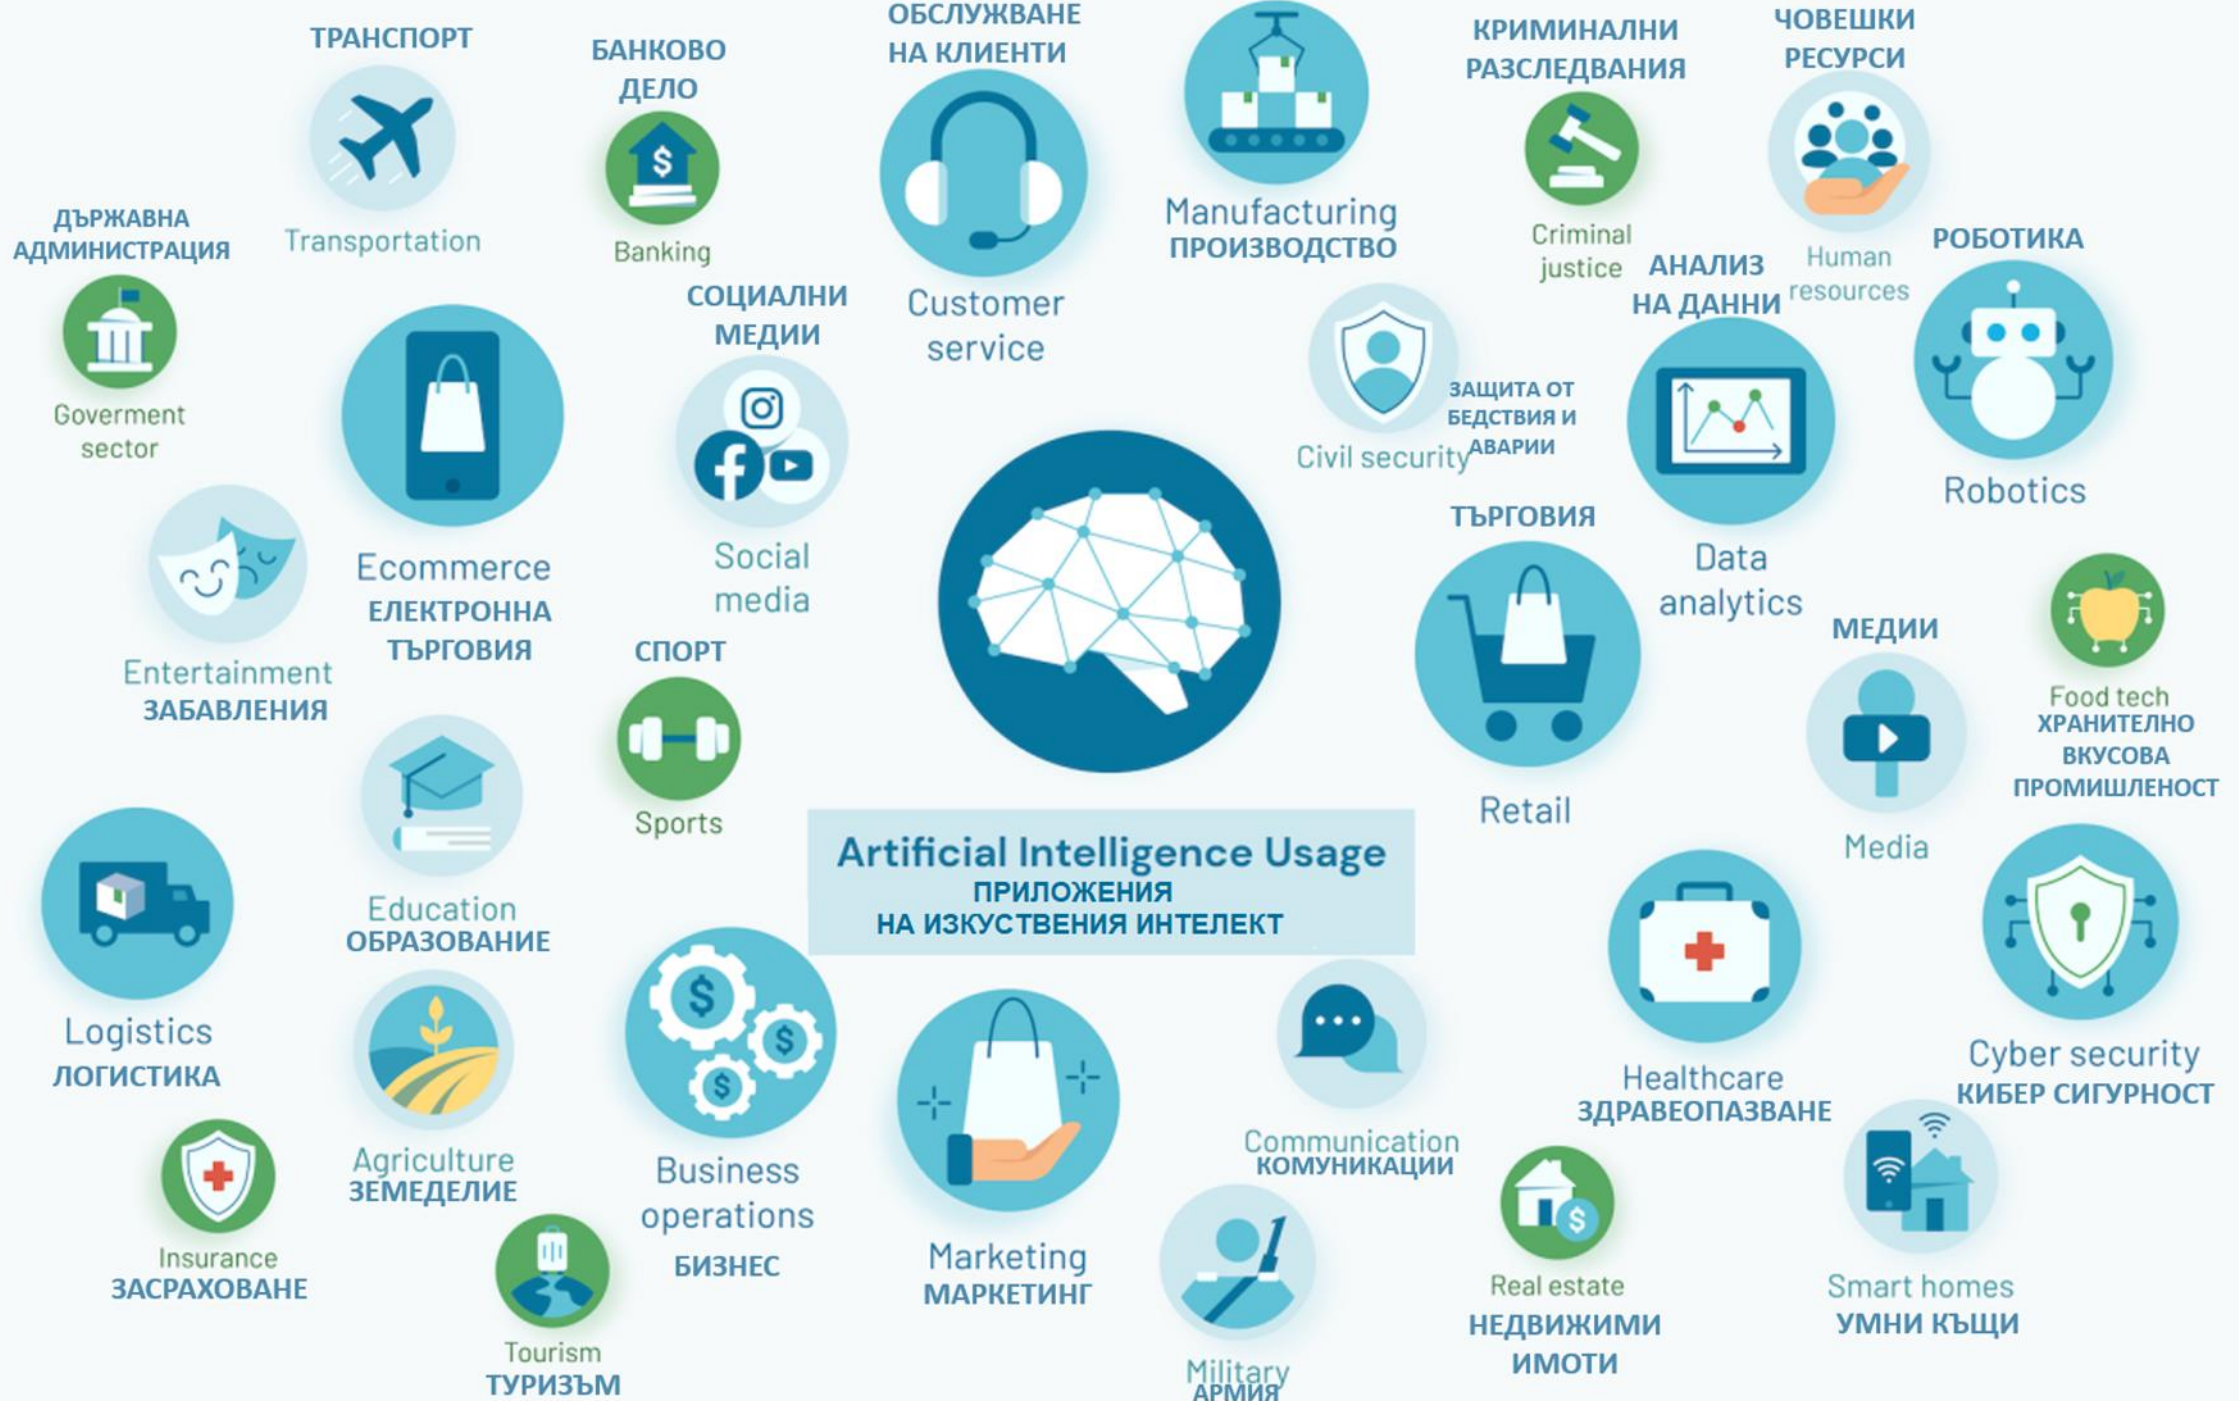 ТРАНСПОРТ
Transportation
БАНКОВО
ДЕЛО
Banking
ОБСЛУЖВАНЕ
НА КЛИЕНТИ
Customer
service
Manufacturing
ПРОИЗВОДСТВО
КРИМИНАЛНИ
РАЗСЛЕДВАНИЯ
Criminal
justice
ЧОВЕШКИ
РЕСУРСИ
Human
resources
ДЪРЖАВНА
АДМИНИСТРАЦИЯ
Goverment
sector
Ecommerce
ЕЛЕКТРОННА
ТЪРГОВИЯ
СОЦИАЛНИ
МЕДИИ
Social
media
Civil security
ЗАЩИТА ОТ
БЕДСТВИЯ И
АВАРИИ
АНАЛИЗ
НА ДАННИ
Data
analytics
РОБОТИКА
Robotics
Entertainment
ЗАБАВЛЕНИЯ
СПОРТ
Sports
ТЪРГОВИЯ
Retail
МЕДИИ
Media
Food tech
ХРАНИТЕЛНО
ВКУСОВА
ПРОМИШЛЕНОСТ
Education
ОБРАЗОВАНИЕ
Artificial Intelligence Usage
ПРИЛОЖЕНИЯ
НА ИЗКУСТВЕНИЯ ИНТЕЛЕКТ
Logistics
ЛОГИСТИКА
Agriculture
ЗЕМЕДЕЛИЕ
$
$
$
Business
operations
БИЗНЕС
Marketing
МАРКЕТИНГ
Communication
КОМУНИКАЦИИ
Healthcare
ЗДРАВЕОПАЗВАНЕ
Cyber security
КИБЕР СИГУРНОСТ
Insurance
ЗАСРАХОВАНЕ
Tourism
ТУРИЗЪМ
Military
АРМИЯ
$
Real estate
НЕДВИЖИМИ
ИМОТИ
Smart homes
УМНИ КЪЩИ